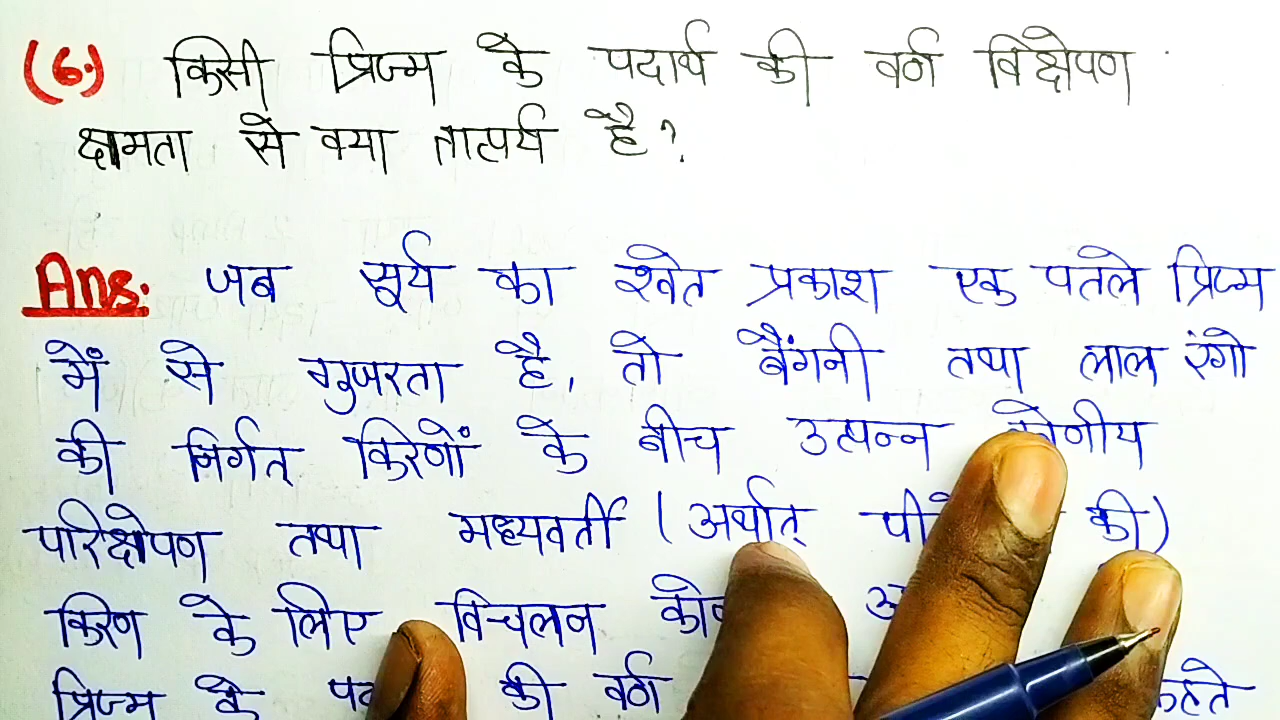 (6.) किसी प्रिज्म के पदार्थ की वर्ण विक्षेपण
क्षमता से क्या तात्पर्य है?
Ans. जब सूर्य का श्वेत प्रकाश एक पतले प्रिज्म
में से गुजरता है, तो बैंगनी तथा लाल रंगो
की निर्गत् किरणों के बीच उत्पन्न
परिक्षेपण तथा मध्यवर्ती (अर्थात् की)
किरण के लिए विचलन
प्रिज्म के की वर्ण कहते